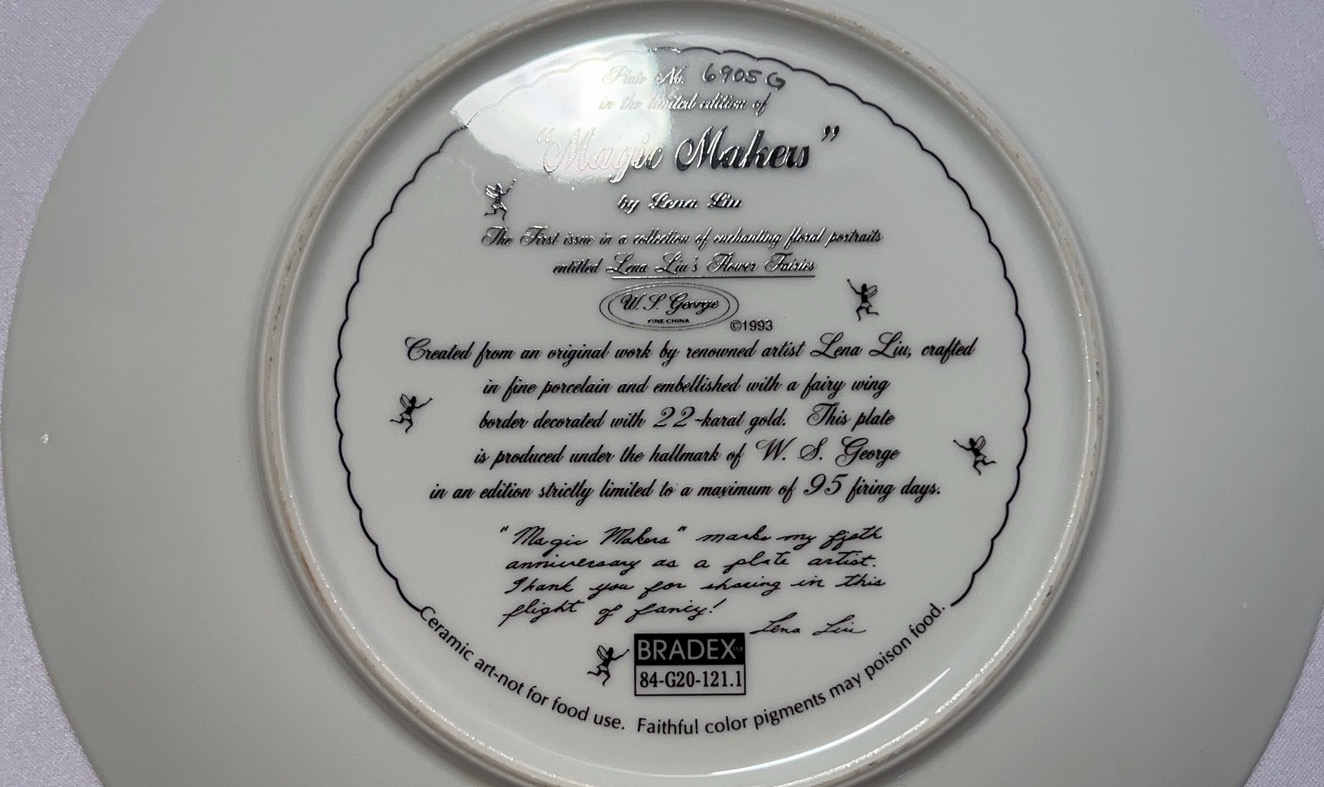 Plate No. 6905G
in the limited edition of
"Magic Makers"
by Lena Liu
The First issue in a collection of enchanting floral portraits
entitled Lena Liu's Flower Fairies
W. S. George
FINE CHINA
©1993
Created from an original work by renowned artist Lena Liu, crafted
in fine porcelain and embellished with a fairy wing
border decorated with 22-karat gold. This plate
is produced under the hallmark of W. S. George
in an edition strictly limited to a maximum of 95 firing days.
"Magic Makers" marks my fifth
anniversary as a plate artist.
Thank you for sharing in this
flight of fancy!
Lena Liu
BRADEX™
84-G20-121.1
Ceramic art-not for food use. Faithful color pigments may poison food.